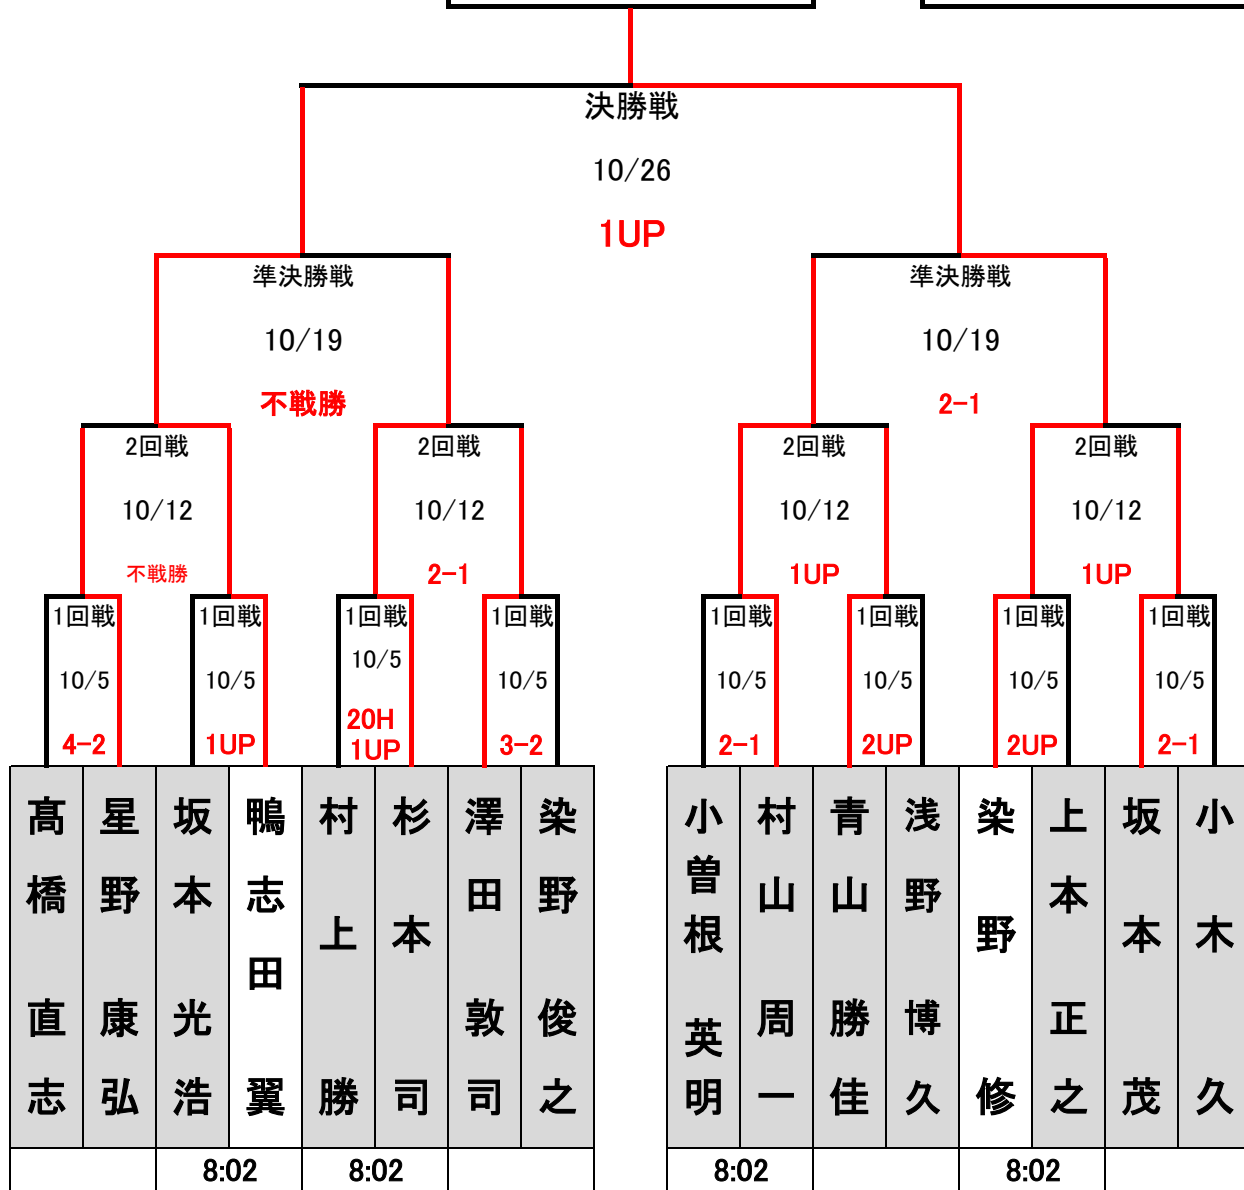 決勝戦
10/26
1UP
準決勝戦 準決勝戦
10/19 10/19
不戦勝 2-1
2回戦 2回戦 2回戦 2回戦
10/12 10/12 10/12 10/12
不戦勝 2-1 1UP 1UP
1回戦 1回戦 1回戦 1回戦 1回戦 1回戦 1回戦 1回戦
10/5 10/5 10/5 10/5 10/5 10/5 10/5 10/5
4-2 1UP 20H 1UP 3-2 2-1 2UP 2UP 2-1
髙橋 直志
星野 康弘
坂本 光浩
鴨志田 翼
村上 勝
杉本 司
澤田 敦司
染野 俊之
小曽根 英明
村山 周一
青山 勝佳
浅野 博久
染野 修
上本 正之
坂本 茂
小木 久
8:02 8:02 8:02 8:02